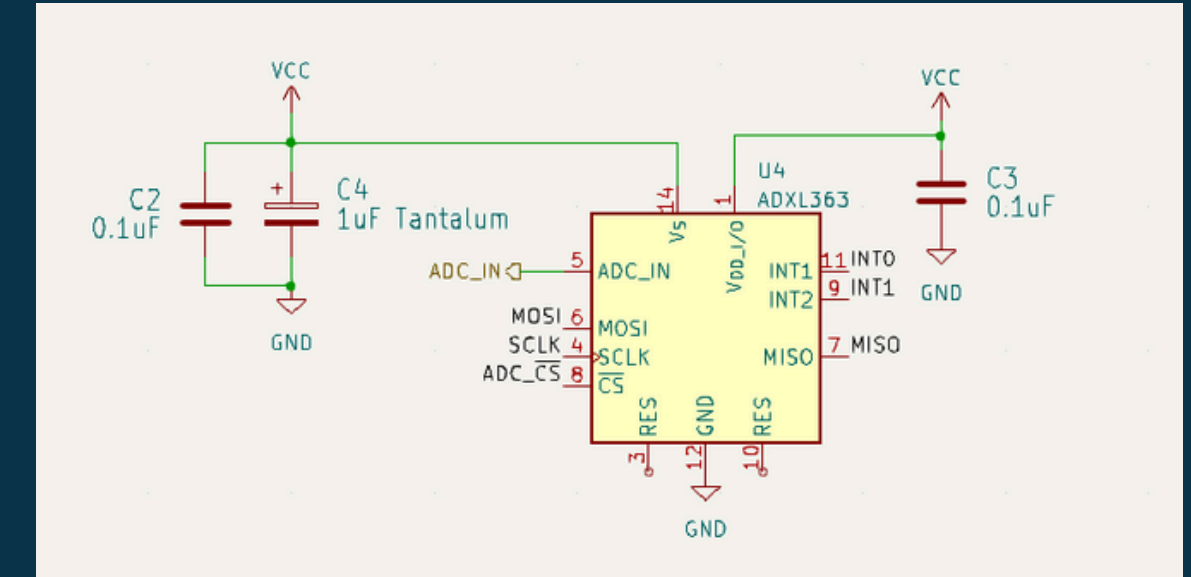 VCC
VCC
C2
0.1uF
+
C4
1uF Tantalum
GND
U4
ADXL363
C3
0.1uF
GND
14
1
Vs
VDD_I/O
ADC_IN
5
ADC_IN
MOSI
6
MOSI
SCLK
4
SCLK
ADC_C̅S̅
8
C̅S̅
INT1
11
INT0
INT2
9
INT1
MISO
7
MISO
RES
GND
RES
3
12
10
GND